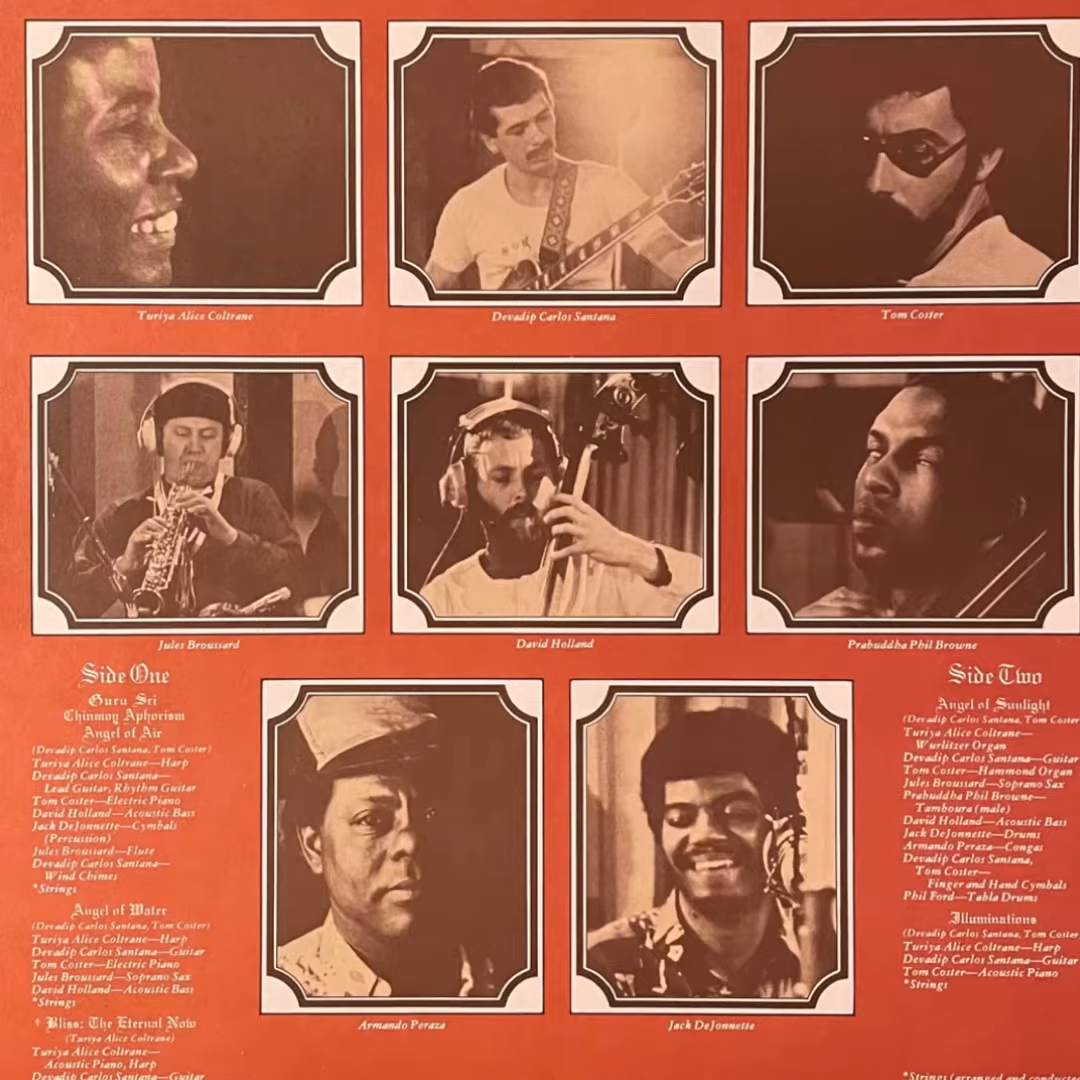 Turiya Alice Coltrane
Devadip Carlos Santana
Tom Coster
Jules Broussard
David Holland
Prabuddha Phil Browne
Side One
Guru Sri
Chinmoy Aphorism
Angel of Air
(Devadip Carlos Santana, Tom Coster)
Turiya Alice Coltrane—Harp
Devadip Carlos Santana—
Lead Guitar, Rhythm Guitar
Tom Coster—Electric Piano
David Holland—Acoustic Bass
Jack DeJonnette—Cymbals
(Percussion)
Jules Broussard—Flute
Devadip Carlos Santana—
Wind Chimes
*Strings
Angel of Water
(Devadip Carlos Santana, Tom Coster)
Turiya Alice Coltrane—Harp
Devadip Carlos Santana—Guitar
Tom Coster—Electric Piano
Jules Broussard—Soprano Sax
David Holland—Acoustic Bass
*Strings
† Bliss: The Eternal Now
(Turiya Alice Coltrane)
Turiya Alice Coltrane—
Acoustic Piano, Harp
Devadip Carlos Santana—Guitar
Armando Peraza
Jack DeJonnette
Side Two
Angel of Sunlight
(Devadip Carlos Santana, Tom Coster
Turiya Alice Coltrane—
Wurlitzer Organ
Devadip Carlos Santana—Guitar
Tom Coster—Hammond Organ
Jules Broussard—Soprano Sax
Prabuddha Phil Browne—
Tamboura (male)
David Holland—Acoustic Bass
Jack DeJonnette—Drums
Armando Peraza—Congas
Devadip Carlos Santana,
Tom Coster—
Finger and Hand Cymbals
Phil Ford—Tabla Drums
Illuminations
(Devadip Carlos Santana, Tom Coster
Turiya Alice Coltrane—Harp
Devadip Carlos Santana—Guitar
Tom Coster—Acoustic Piano
*Strings
*Strings (arranged and conducted